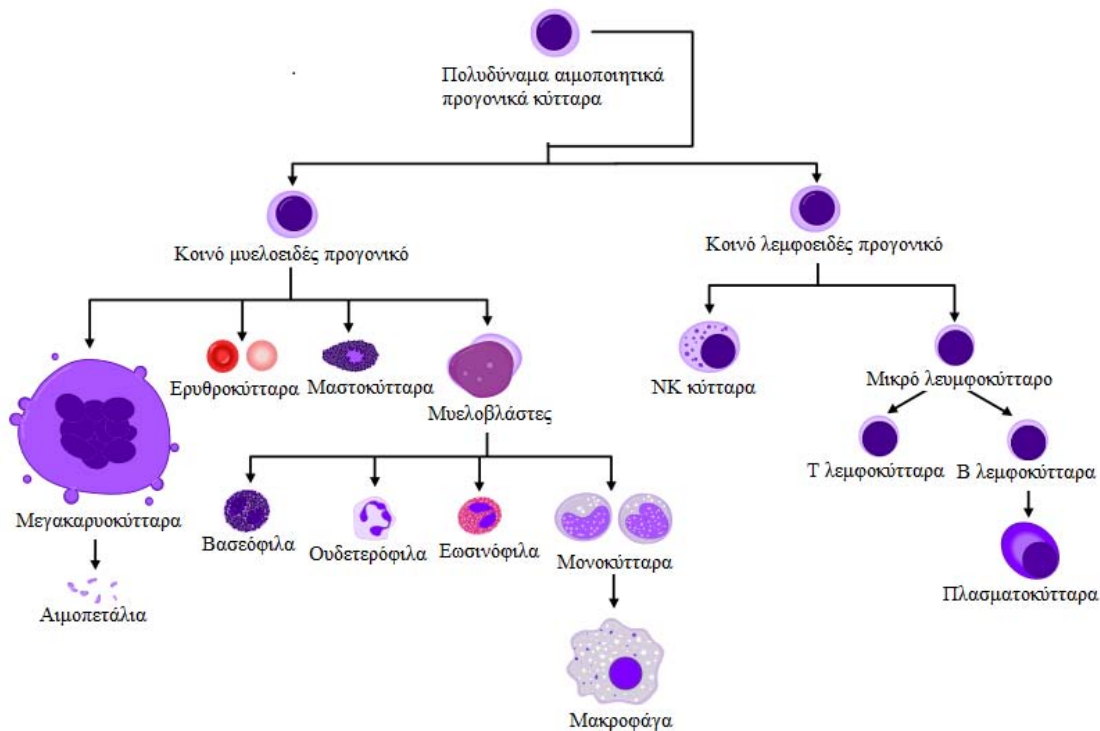 Πολυδύναμα αιμοποιητικά
προγονικά κύτταρα
Κοινό μυελοειδές προγονικό
Κοινό λεμφοειδές προγονικό
Ερυθροκύτταρα
Μαστοκύτταρα
Μυελοβλάστες
ΝΚ κύτταρα
Μικρό λευμφοκύτταρο
Τ λεμφοκύτταρα
Β λεμφοκύτταρα
Μεγακαρυοκύτταρα
Βασεόφιλα
Ουδετερόφιλα
Εωσινόφιλα
Μονοκύτταρα
Πλασματοκύτταρα
Αιμοπετάλια
Μακροφάγα